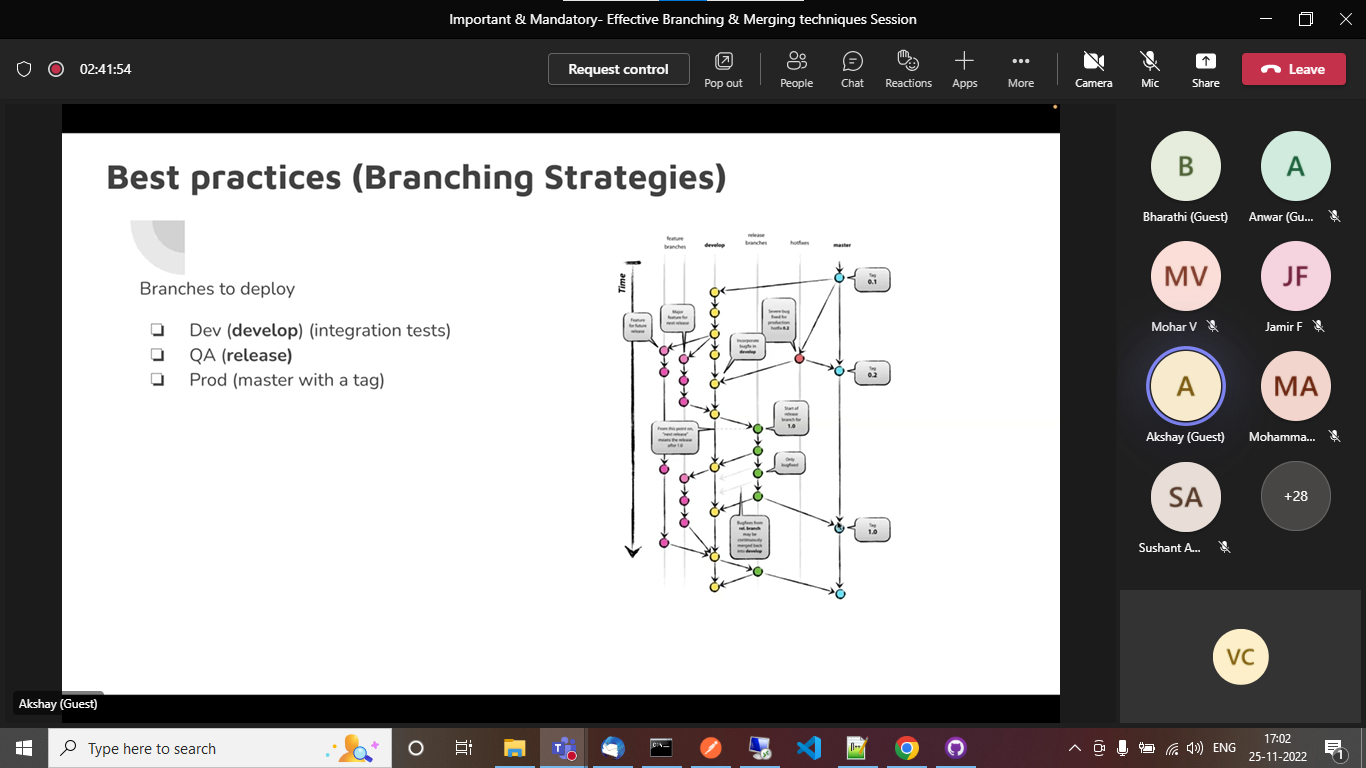 Important & Mandatory- Effective Branching & Merging techniques Session
02:41:54
Request control
Pop out
People
Chat
Reactions
Apps
More
Camera
Mic
Share
Leave
Best practices (Branching Strategies)
Branches to deploy
Dev (develop) (integration tests)
QA (release)
Prod (master with a tag)
feature
branches
develop
release
branches
hotfixes
master
Time
Tag
0.1
Feature
for future
release
Major
feature for
next release
Severe bug
fixed for
production:
hotfix 0.2
Incorporate
bugfix in
develop
Tag
0.2
Start of
release
branch for
1.0
From this point on,
"next release"
means the release
after 1.0
Only
bugfixes!
Bugfixes from
rel. branch
may be
continuously
merged back
into develop
Tag
1.0
B
Bharathi (Guest)
A
Anwar (Gu...
MV
Mohar V
JF
Jamir F
A
Akshay (Guest)
MA
Mohamma...
SA
Sushant A...
+28
VC
Akshay (Guest)
Type here to search
ENG
17:02
25-11-2022
1